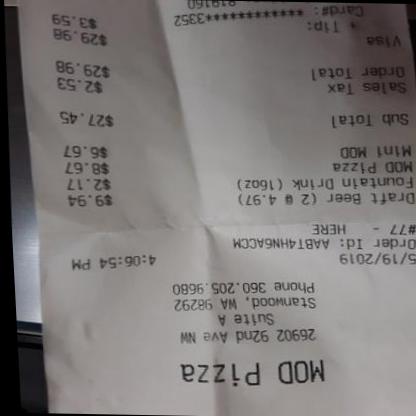 MOD Pizza
26902 92nd Ave NW
Suite A
Stanwood, WA 98292
Phone 360.205.9680
5/19/2019 4:06:54 PM
Order Id: AABT4HN6ACCM
#77 - HERE
Draft Beer (2 @ 4.97) $9.94
Fountain Drink (16oz) $2.17
MOD Pizza $8.67
Mini MOD $6.67
Sub Total $27.45
Sales Tax $2.53
Order Total $29.98
Visa $29.98
+ Tip: $3.59
Card#: ************3352